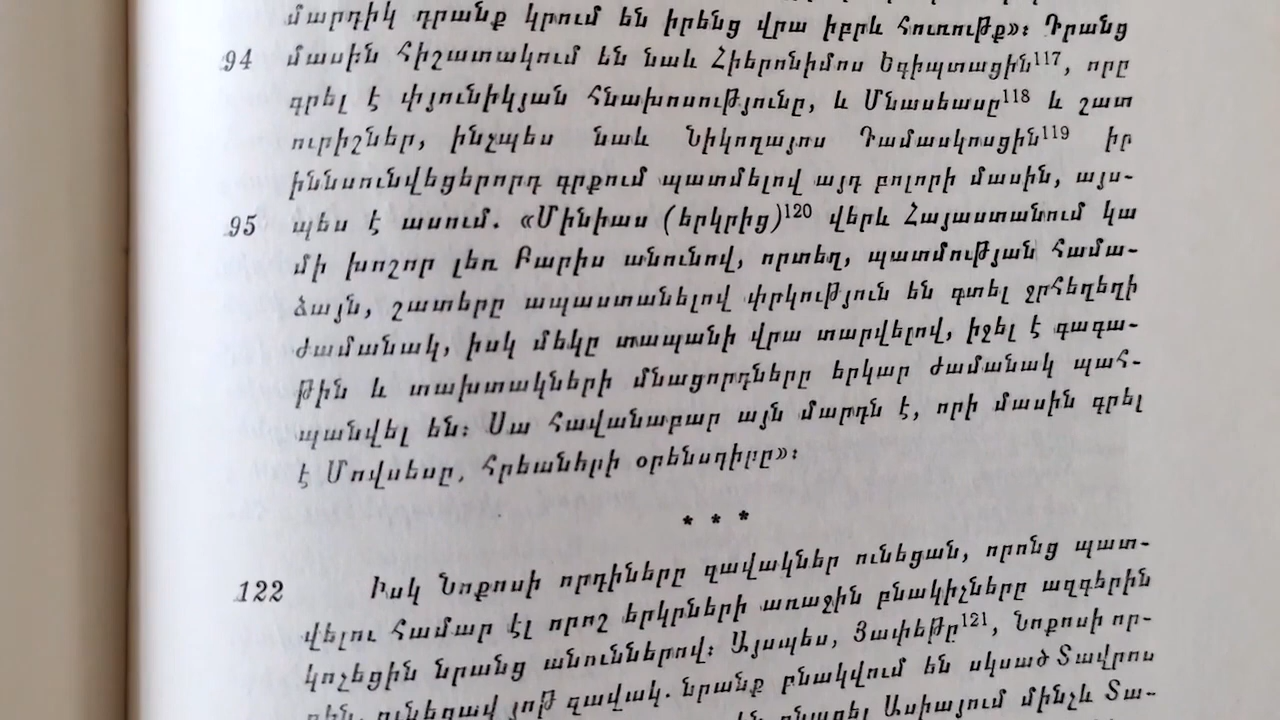 մարդիկ դրանք կրում են իրենց վրա իբրև հուռութք»։ Դրանց
94 մասին հիշատակում են նաև Հիերոնիմոս Եգիպտացին117, որը
գրել է փյունիկյան հնախոսությունը, և Մնասեասը118 և շատ
ուրիշներ, ինչպես նաև Նիկողայոս Դամասկոսցին119 իր
իննսունվեցերորդ գրքում պատմելով այդ բոլորի մասին, այս-
95 պես է ասում. «Մինիաս (երկրից)120 վերև Հայաստանում կա
մի խոշոր լեռ Բարիս անունով, որտեղ, պատմության համա-
ձայն, շատերը ապաստանելով փրկություն են գտել ջրհեղեղի
ժամանակ, իսկ մեկը տապանի վրա տարվելով, իջել է գագա-
թին և տախտակների մնացորդները երկար ժամանակ պահ-
պանվել են։ Սա հավանաբար այն մարդն է, որի մասին գրել
է Մովսեսը, հրեաների օրենսդիրը»։
* * *
122 Իսկ Նոքոսի որդիները զավակներ ունեցան, որոնց պատ-
վելու համար էլ որոշ երկրների առաջին բնակիչները ազգերին
կոչեցին նրանց անուններով։ Այսպես, Յափեթը121, Նոքոսի որ-
դին, ունեցավ յոթ զավակ. նրանք բնակվում են սկսած Տավրոս
են ընտրել Ասիայում մինչև Տա-